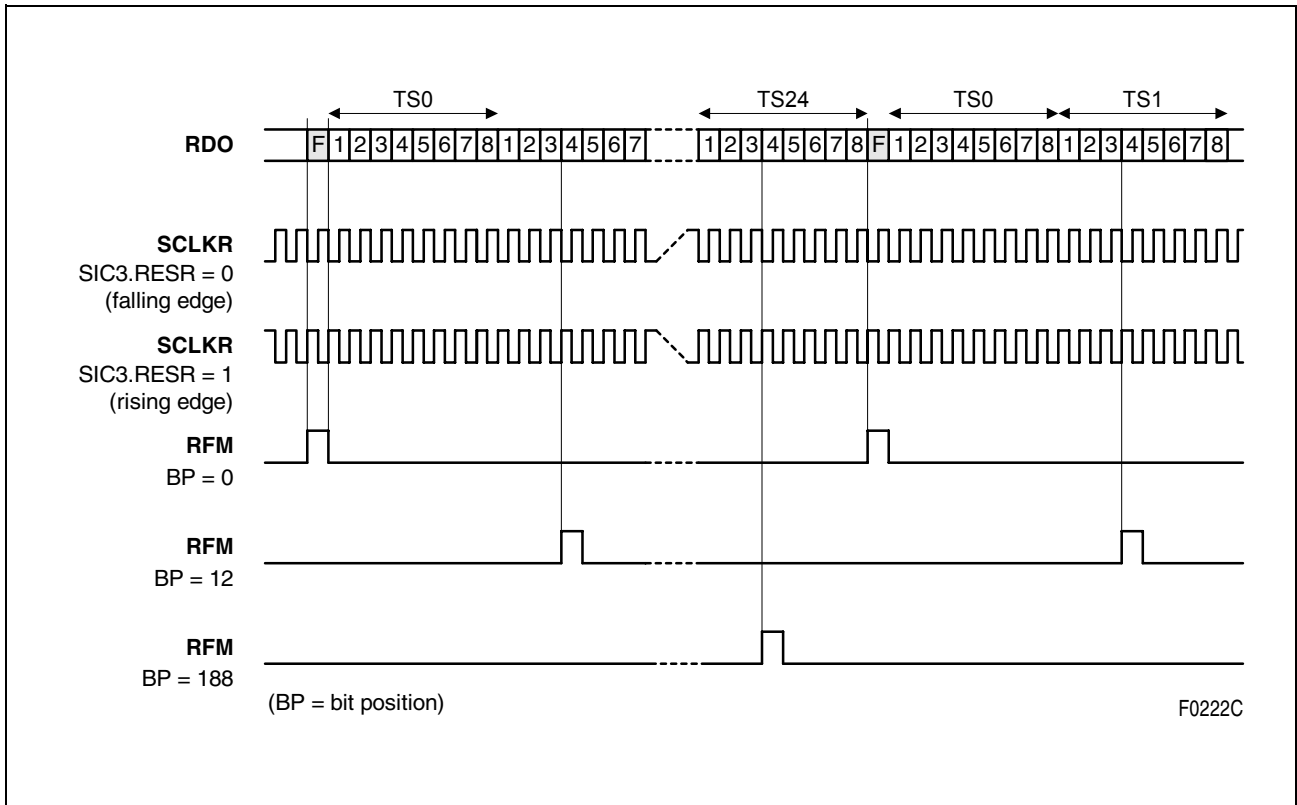 TS0 TS24 TS0 TS1
RDO F 1 2 3 4 5 6 7 8 1 2 3 4 5 6 7 1 2 3 4 5 6 7 8 F 1 2 3 4 5 6 7 8 1 2 3 4 5 6 7 8
SCLKR
SIC3.RESR = 0
(falling edge)
SCLKR
SIC3.RESR = 1
(rising edge)
RFM
BP = 0
RFM
BP = 12
RFM
BP = 188
(BP = bit position)
F0222C